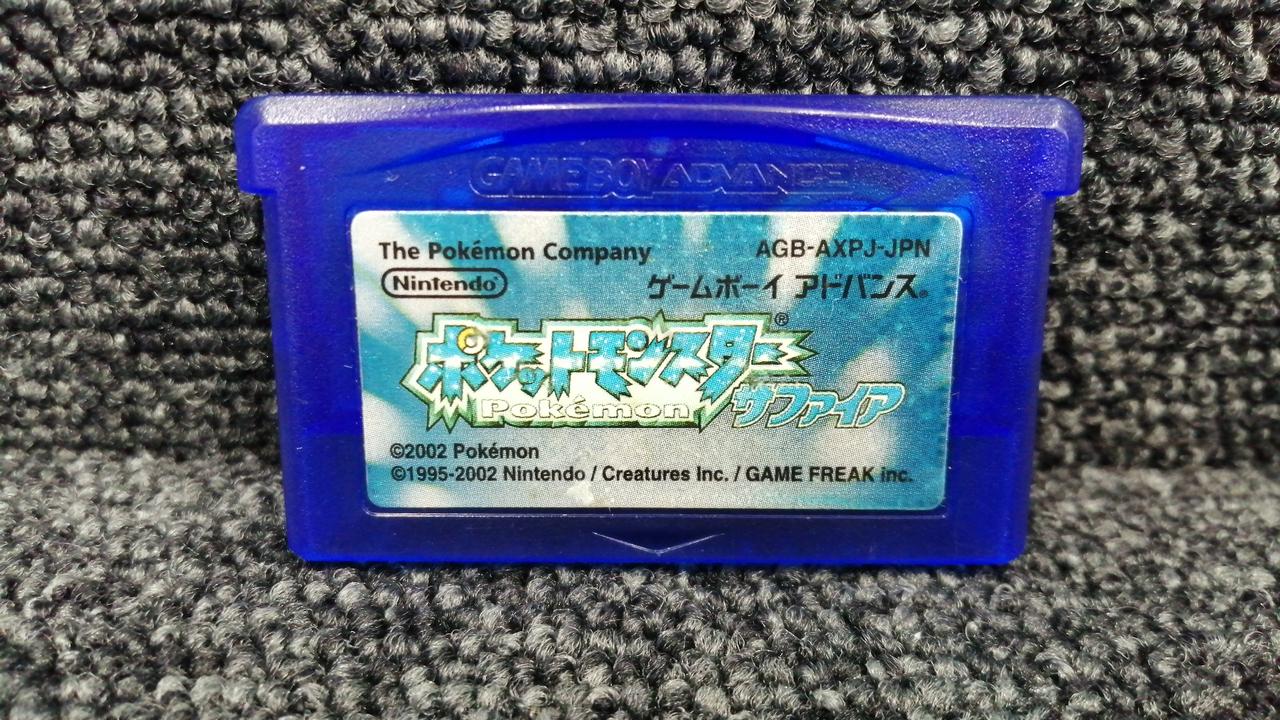 GAME BOY ADVANCE
The Pokémon Company AGB-AXPJ-JPN
Nintendo ゲームボーイ アドバンス®
ポケットモンスター®
Pokémon サファイア
©2002 Pokémon
©1995-2002 Nintendo / Creatures Inc. / GAME FREAK inc.